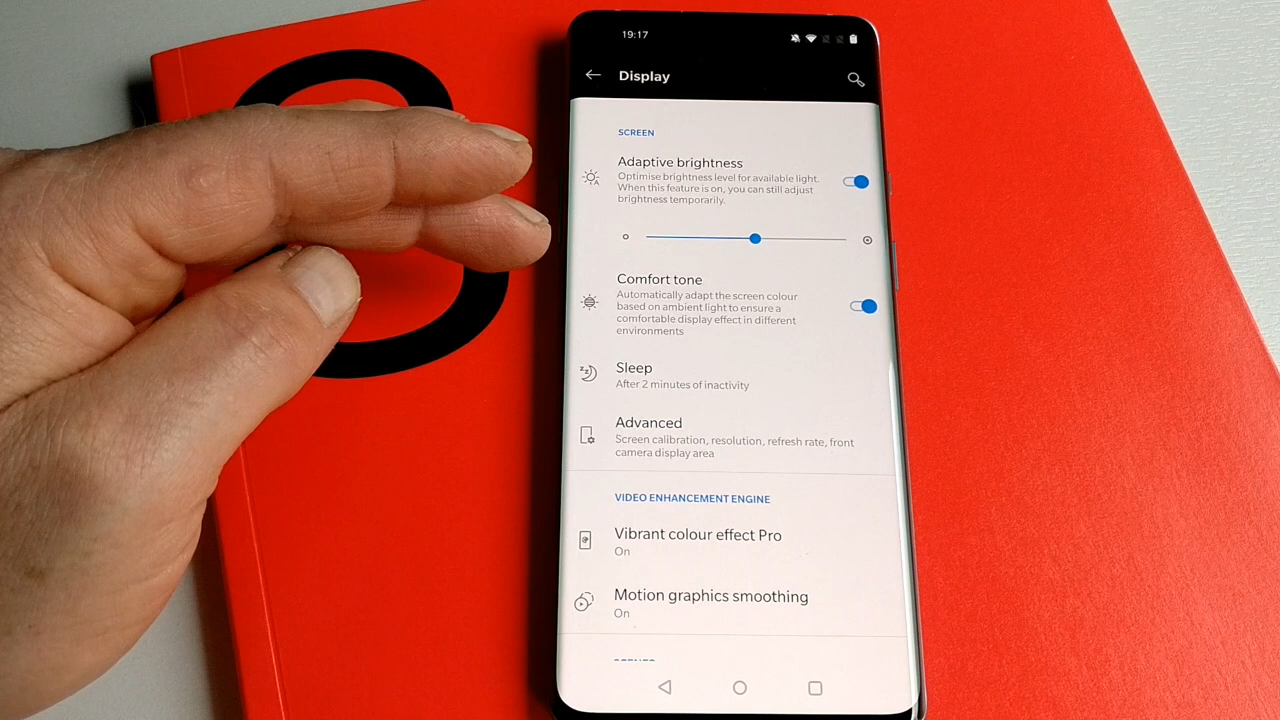 19:17
Display
SCREEN
Adaptive brightness
Optimise brightness level for available light.
When this feature is on, you can still adjust
brightness temporarily.
Comfort tone
Automatically adapt the screen colour
based on ambient light to ensure a
comfortable display effect in different
environments
Sleep
After 2 minutes of inactivity
Advanced
Screen calibration, resolution, refresh rate, front
camera display area
VIDEO ENHANCEMENT ENGINE
Vibrant colour effect Pro
On
Motion graphics smoothing
On